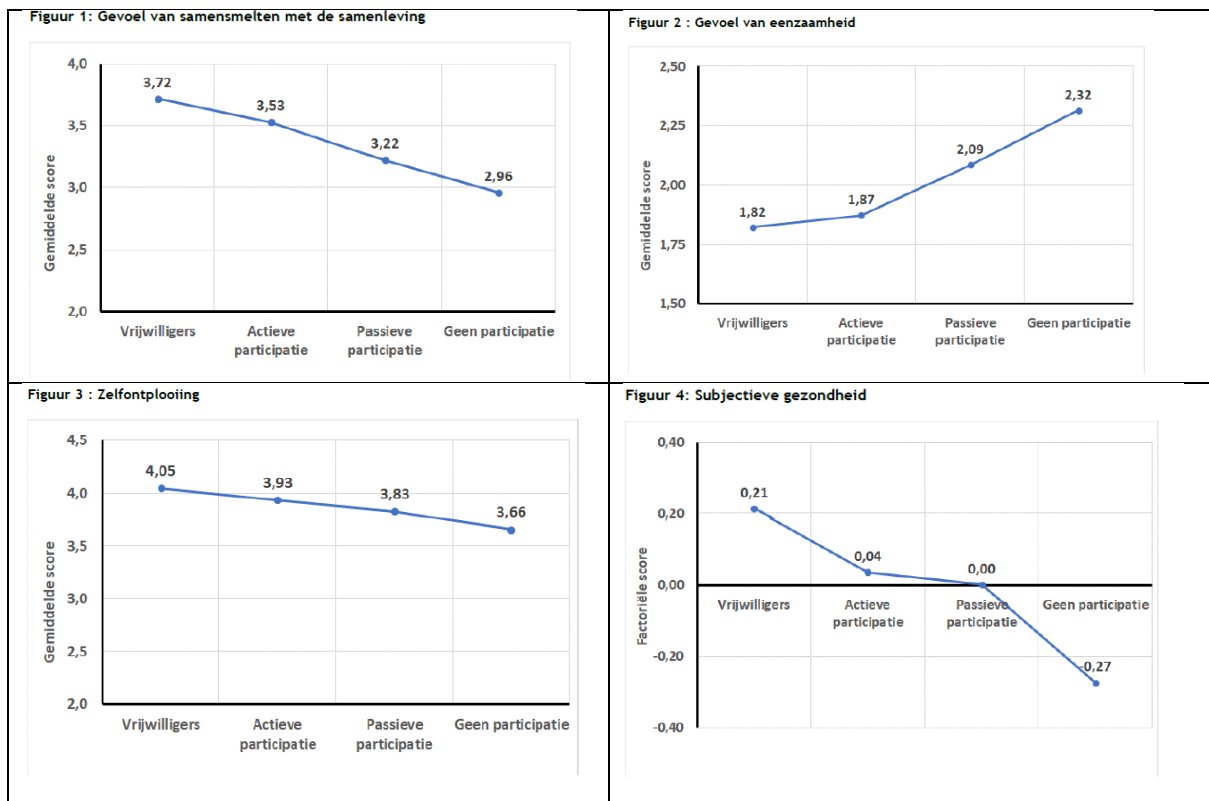 Figuur 1: Gevoel van samensmelten met de samenleving
4,0
3,5
3,0
2,5
2,0
Gemiddelde score
3,72
3,53
3,22
2,96
Vrijwilligers
Actieve
participatie
Passieve
participatie
Geen participatie
Figuur 2 : Gevoel van eenzaamheid
2,50
2,25
2,00
1,75
1,50
Gemiddelde score
1,82
1,87
2,09
2,32
Vrijwilligers
Actieve
participatie
Passieve
participatie
Geen participatie
Figuur 3 : Zelfontplooiing
4,5
4,0
3,5
3,0
2,5
2,0
Gemiddelde score
4,05
3,93
3,83
3,66
Vrijwilligers
Actieve
participatie
Passieve
participatie
Geen participatie
Figuur 4: Subjectieve gezondheid
0,40
0,20
0,00
-0,20
-0,40
Factoriële score
0,21
0,04
0,00
-0,27
Vrijwilligers
Actieve
participatie
Passieve
participatie
Geen participatie